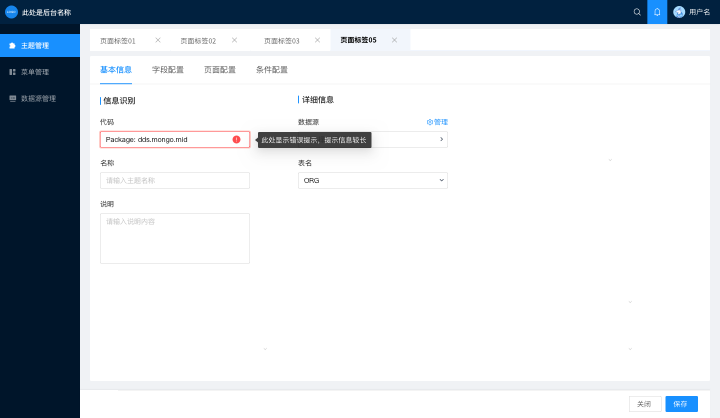 此处是后台名称
用户名
主题管理
菜单管理
数据源管理
页面标签01
页面标签02
页面标签03
页面标签05
基本信息
字段配置
页面配置
条件配置
信息识别
详细信息
代码
数据源
管理
Package: dds.mongo.mid
此处显示错误提示，提示信息较长
名称
表名
请输入主题名称
ORG
说明
请输入说明内容
关闭
保存